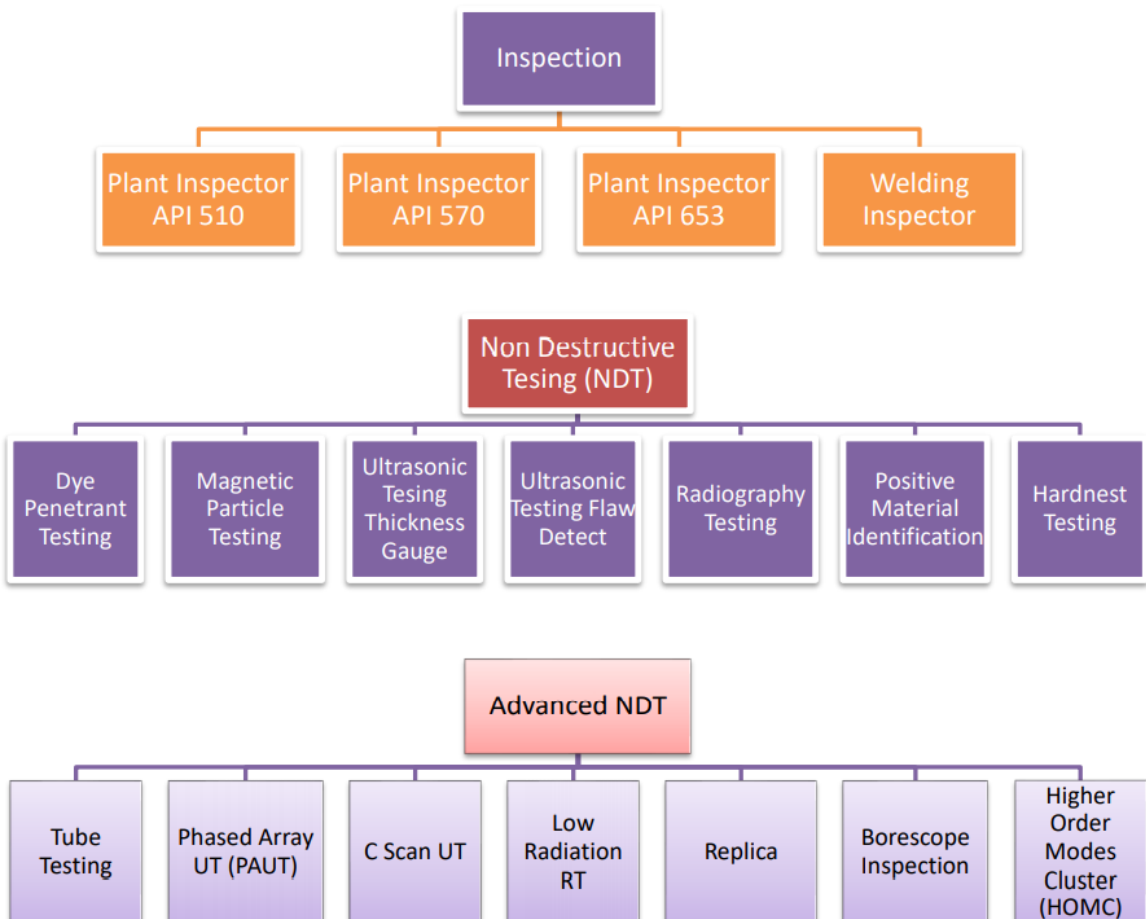 Inspection
Plant Inspector
API 510
Plant Inspector
API 570
Plant Inspector
API 653
Welding
Inspector
Non Destructive
Tesing (NDT)
Dye
Penetrant
Testing
Magnetic
Particle
Testing
Ultrasonic
Tesing
Thickness
Gauge
Ultrasonic
Testing Flaw
Detect
Radiography
Testing
Positive
Material
Identification
Hardnest
Testing
Advanced NDT
Tube
Testing
Phased Array
UT (PAUT)
C Scan UT
Low
Radiation
RT
Replica
Borescope
Inspection
Higher
Order
Modes
Cluster
(HOMC)